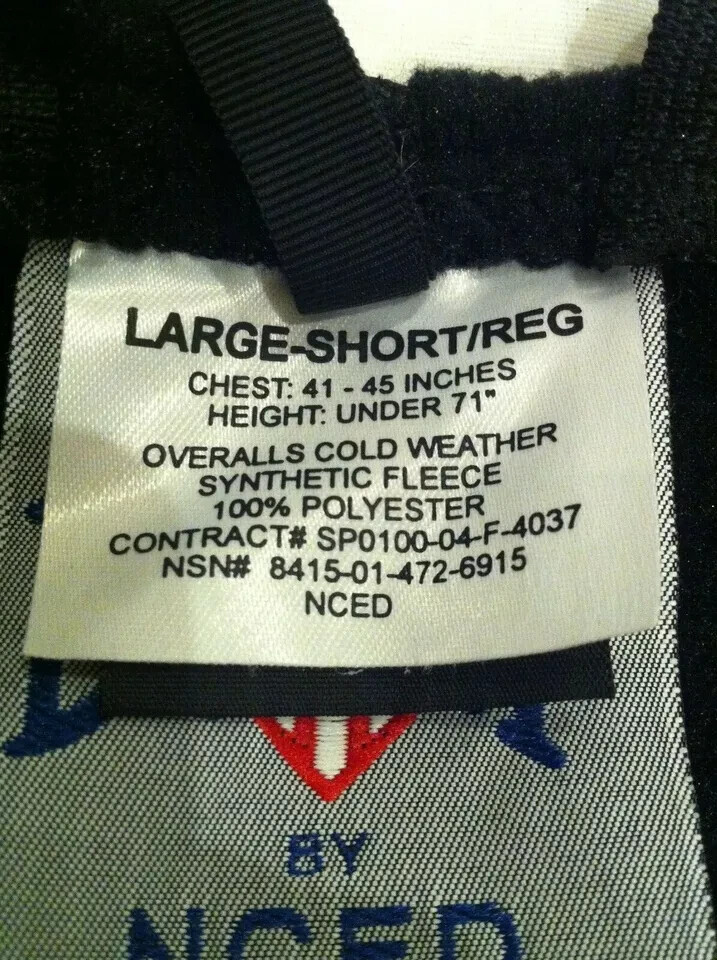 LARGE-SHORT/REG
CHEST: 41 - 45 INCHES
HEIGHT: UNDER 71"
OVERALLS COLD WEATHER
SYNTHETIC FLEECE
100% POLYESTER
CONTRACT# SP0100-04-F-4037
NSN# 8415-01-472-6915
NCED
BY
NCED